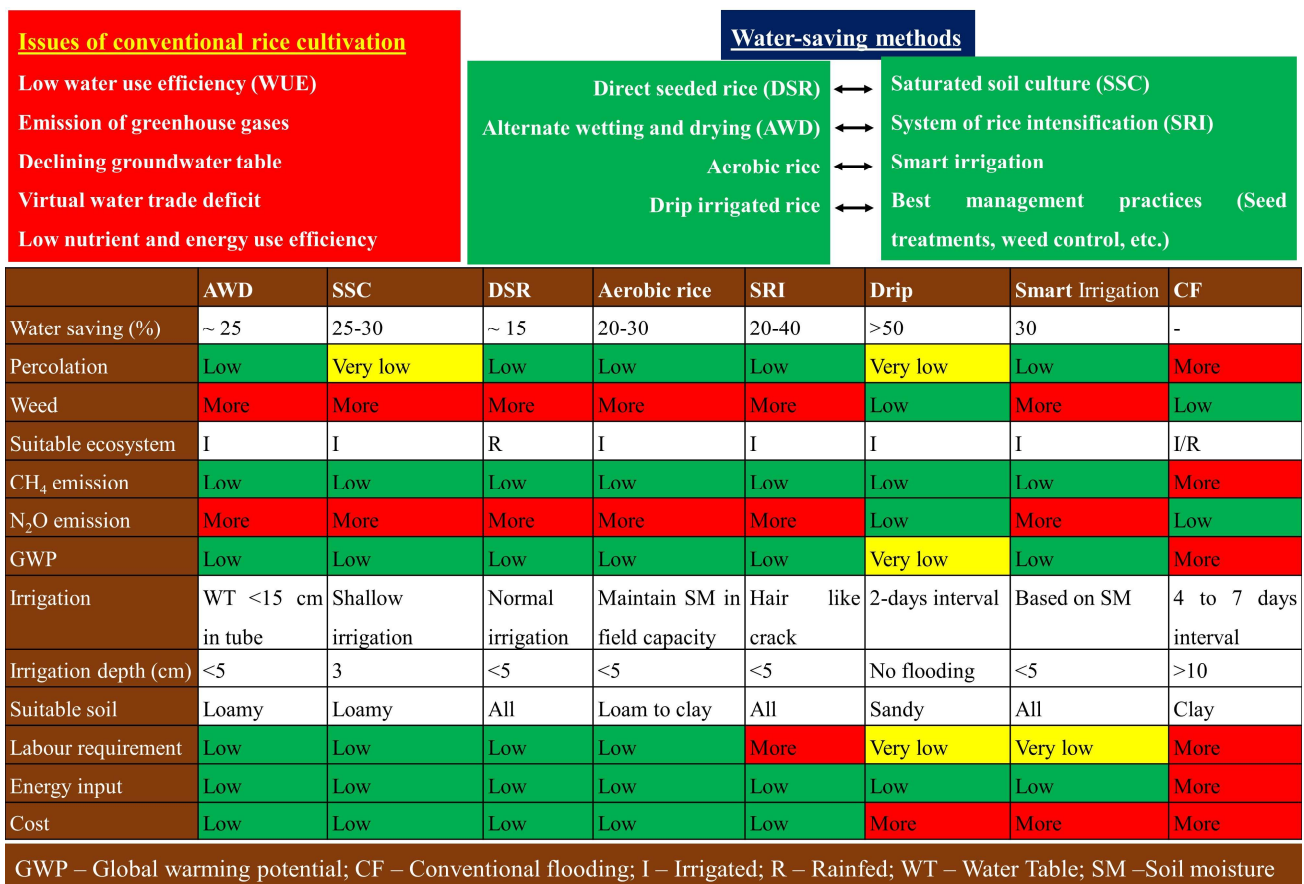 Issues of conventional rice cultivation
Low water use efficiency (WUE)
Emission of greenhouse gases
Declining groundwater table
Virtual water trade deficit
Low nutrient and energy use efficiency
Water-saving methods
Direct seeded rice (DSR)
Alternate wetting and drying (AWD)
Aerobic rice
Drip irrigated rice
Saturated soil culture (SSC)
System of rice intensification (SRI)
Smart irrigation
Best management practices (Seed
treatments, weed control, etc.)
AWD SSC DSR Aerobic rice SRI Drip Smart Irrigation CF
Water saving (%) ~ 25 25-30 ~ 15 20-30 20-40 >50 30 -
Percolation Low Very low Low Low Low Very low Low More
Weed More More More More More Low More Low
Suitable ecosystem I I R I I I I I/R
CH₄ emission Low Low Low Low Low Low Low More
N₂O emission More More More More More Low More Low
GWP Low Low Low Low Low Very low Low More
Irrigation WT <15 cm Shallow Normal Maintain SM in Hair like 2-days interval Based on SM 4 to 7 days
in tube irrigation irrigation field capacity crack interval
Irrigation depth (cm) <5 3 <5 <5 <5 No flooding <5 >10
Suitable soil Loamy Loamy All Loam to clay All Sandy All Clay
Labour requirement Low Low Low Low More Very low Very low More
Energy input Low Low Low Low Low Low Low More
Cost Low Low Low Low Low More More More
GWP – Global warming potential; CF – Conventional flooding; I – Irrigated; R – Rainfed; WT – Water Table; SM –Soil moisture